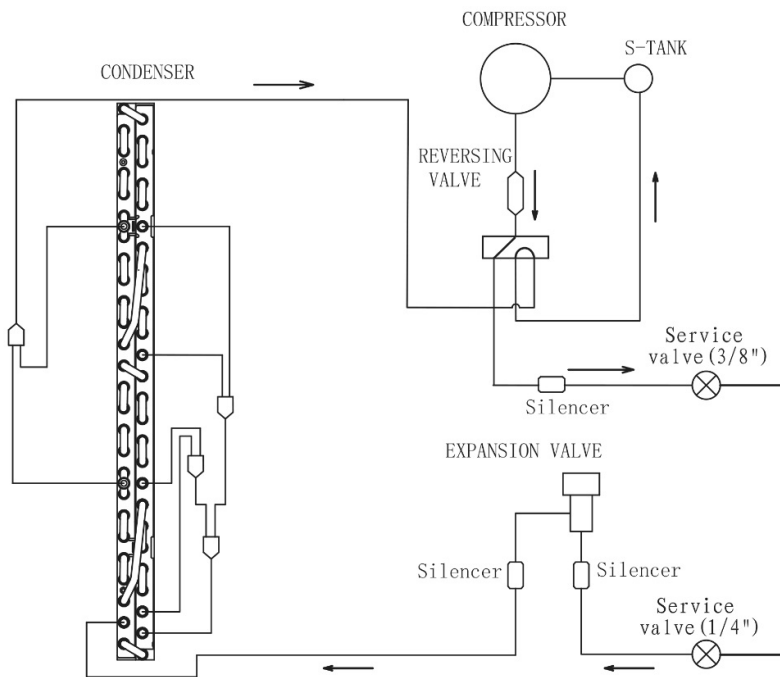 COMPRESSOR
S-TANK
CONDENSER
REVERSING
VALVE
Service
valve(3/8")
Silencer
EXPANSION VALVE
Silencer
Silencer
Service
valve(1/4")